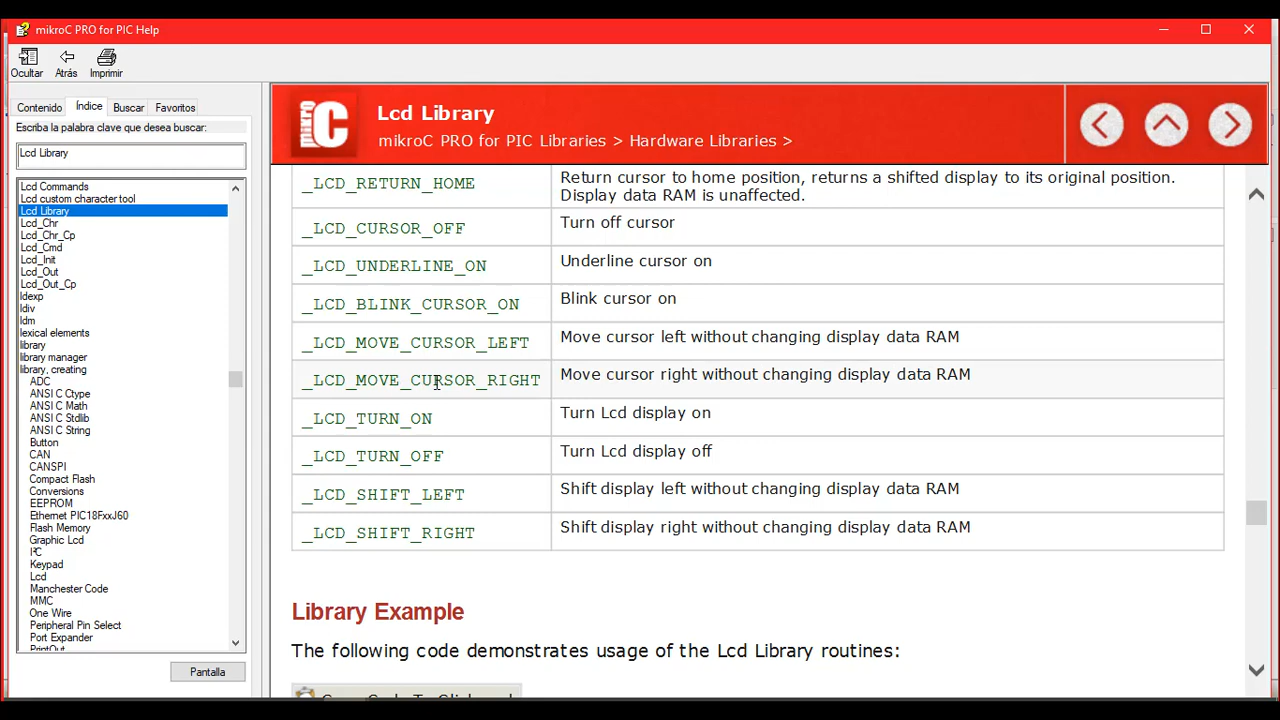 mikroC PRO for PIC Help
Ocultar Atrás Imprimir
Contenido Índice Buscar Favoritos
Escriba la palabra clave que desea buscar:
Lcd Library
Lcd Commands
Lcd custom character tool
Lcd Library
Lcd_Chr
Lcd_Chr_Cp
Lcd_Cmd
Lcd_Init
Lcd_Out
Lcd_Out_Cp
ldexp
ldiv
ldm
lexical elements
library
library manager
library, creating
ADC
ANSI C Ctype
ANSI C Math
ANSI C Stdlib
ANSI C String
Button
CAN
CANSPI
Compact Flash
Conversions
EEPROM
Ethernet PIC18FxxJ60
Flash Memory
Graphic Lcd
I²C
Keypad
Lcd
Manchester Code
MMC
One Wire
Peripheral Pin Select
Port Expander
PrintOut
Pantalla
mikro C
Lcd Library
mikroC PRO for PIC Libraries > Hardware Libraries >
_LCD_RETURN_HOME Return cursor to home position, returns a shifted display to its original position.
Display data RAM is unaffected.
_LCD_CURSOR_OFF Turn off cursor
_LCD_UNDERLINE_ON Underline cursor on
_LCD_BLINK_CURSOR_ON Blink cursor on
_LCD_MOVE_CURSOR_LEFT Move cursor left without changing display data RAM
_LCD_MOVE_CURSOR_RIGHT Move cursor right without changing display data RAM
_LCD_TURN_ON Turn Lcd display on
_LCD_TURN_OFF Turn Lcd display off
_LCD_SHIFT_LEFT Shift display left without changing display data RAM
_LCD_SHIFT_RIGHT Shift display right without changing display data RAM
Library Example
The following code demonstrates usage of the Lcd Library routines: